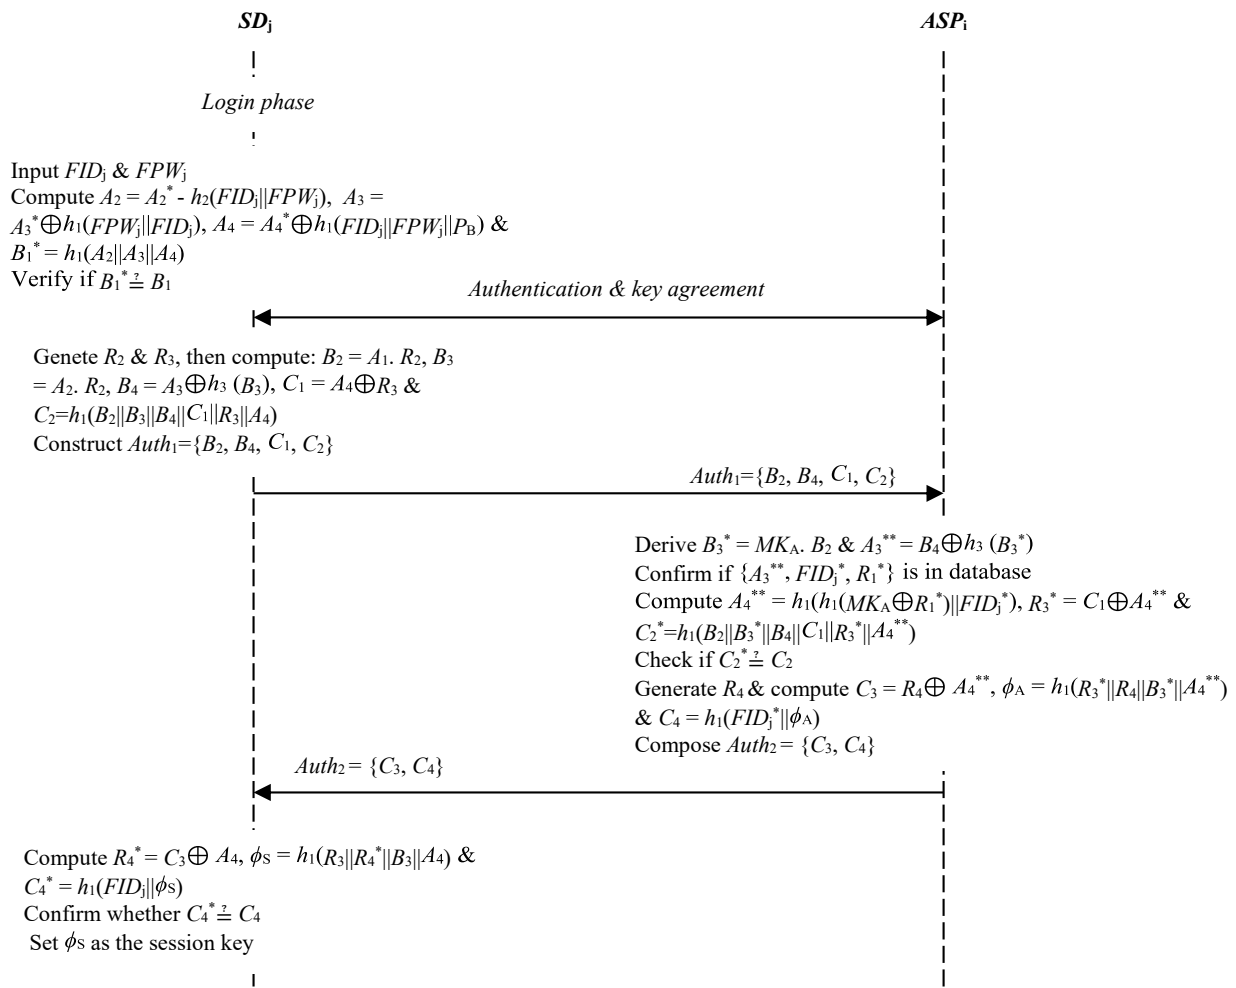 SDj ASPi
Login phase
Input FIDj & FPWj
Compute A2 = A2* - h2(FIDj||FPWj), A3 =
A3*⊕h1(FPWj||FIDj), A4 = A4*⊕h1(FIDj||FPWj||PB) &
B1* = h1(A2||A3||A4)
Verify if B1* ≟ B1
Authentication & key agreement
Genete R2 & R3, then compute: B2 = A1. R2, B3
= A2. R2, B4 = A3⊕h3 (B3), C1 = A4⊕R3 &
C2=h1(B2||B3||B4||C1||R3||A4)
Construct Auth1={B2, B4, C1, C2}
Auth1={B2, B4, C1, C2}
Derive B3* = MKA. B2 & A3** = B4⊕h3 (B3*)
Confirm if {A3**, FIDj*, R1*} is in database
Compute A4** = h1(h1(MKA⊕R1*)||FIDj*), R3* = C1⊕A4** &
C2*=h1(B2||B3*||B4||C1||R3*||A4**)
Check if C2* ≟ C2
Generate R4 & compute C3 = R4⊕ A4**, ϕA = h1(R3*||R4||B3*||A4**)
& C4 = h1(FIDj*||ϕA)
Compose Auth2 = {C3, C4}
Auth2 = {C3, C4}
Compute R4* = C3⊕ A4, ϕS = h1(R3||R4*||B3||A4) &
C4* = h1(FIDj||ϕS)
Confirm whether C4* ≟ C4
Set ϕS as the session key